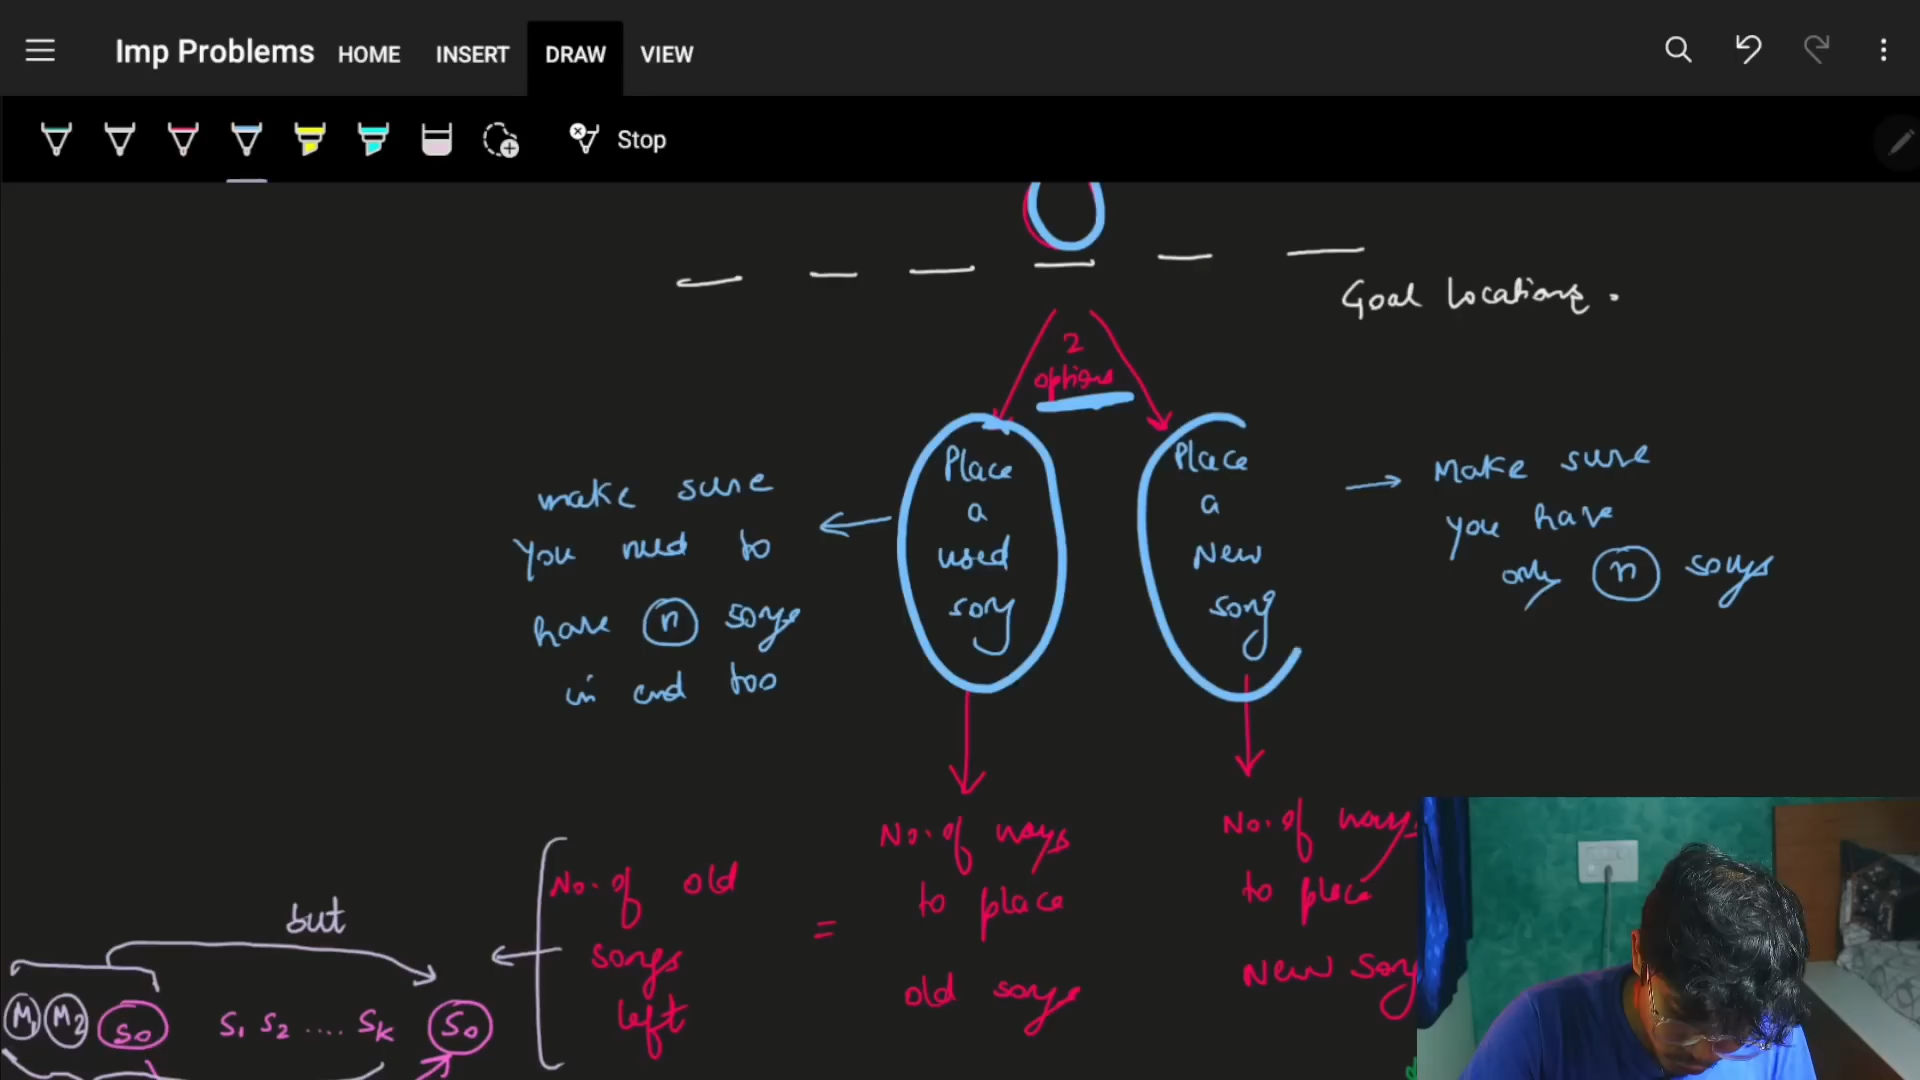 Imp Problems HOME INSERT DRAW VIEW
Stop
Goal Locations.
2
options
Place
a
used
song
Place
a
New
song
make sure
you need to
have n songs
in end too
Make sure
you have
only n songs
No. of ways
to place
old songs
No. of ways
to place
New song
No. of old
songs
left
=
but
M1 M2 S0 S1 S2 .... Sk S0